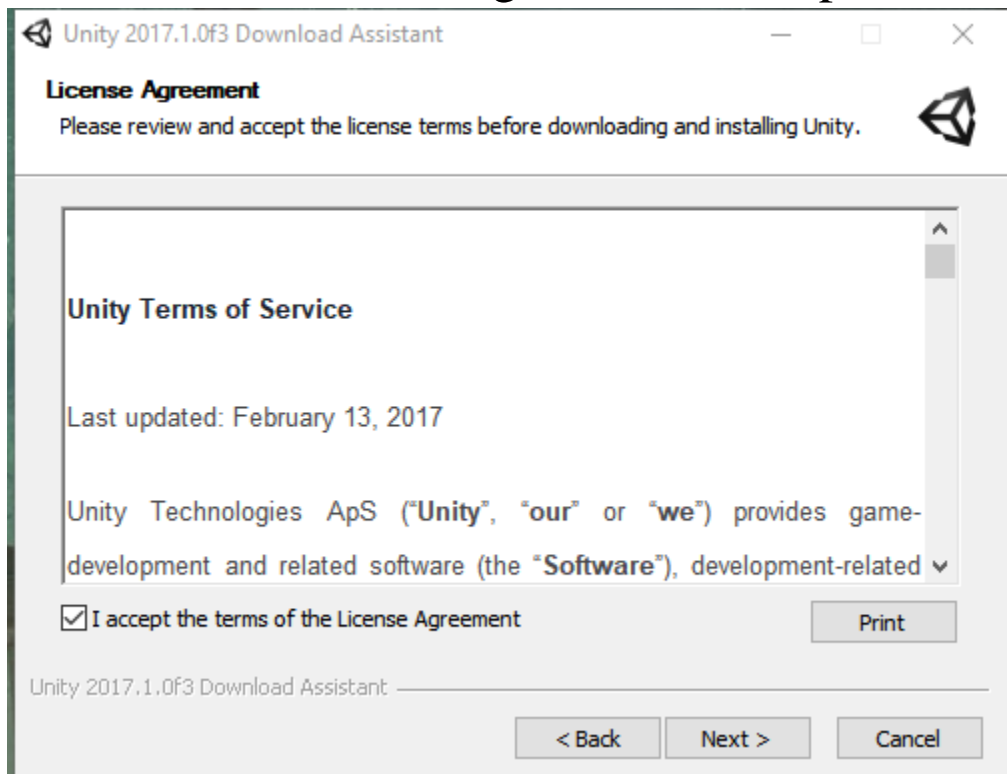 Unity 2017.1.0f3 Download Assistant
License Agreement
Please review and accept the license terms before downloading and installing Unity.
Unity Terms of Service
Last updated: February 13, 2017
Unity Technologies ApS (“Unity”, “our” or “we”) provides game-
development and related software (the “Software”), development-related
I accept the terms of the License Agreement
Print
Unity 2017.1.0f3 Download Assistant
< Back
Next >
Cancel